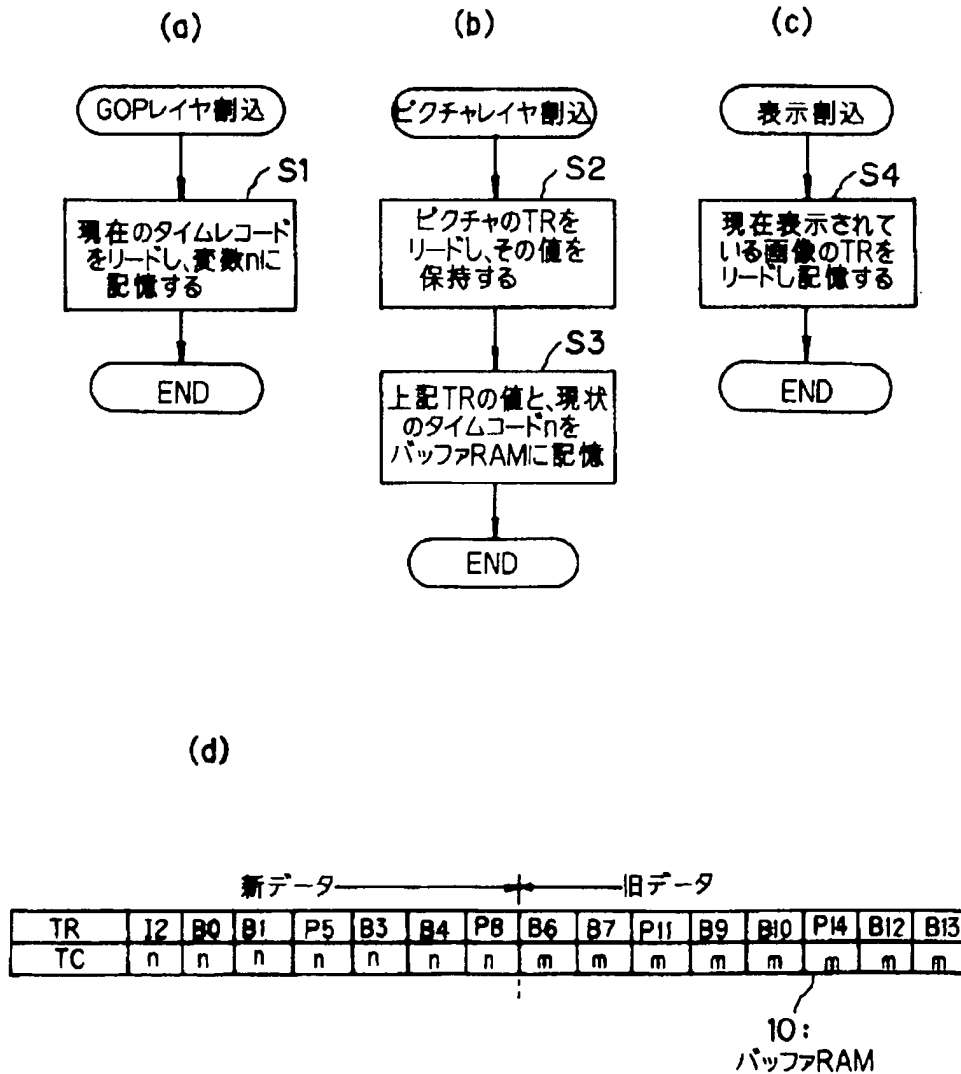 (a)
GOPレイヤ割込
S1
現在のタイムレコード
をリードし、変数nに
記憶する
END
(b)
ピクチャレイヤ割込
S2
ピクチャのTRを
リードし、その値を
保持する
S3
上記TRの値と、現状
のタイムコードnを
バッファRAMに記憶
END
(c)
表示割込
S4
現在表示されて
いる画像のTRを
リードし記憶する
END
(d)
新データ 旧データ
TR I2 B0 B1 P5 B3 B4 P8 B6 B7 P11 B9 B10 P14 B12 B13
TC n n n n n n n m m m m m m m m
10:
バッファRAM